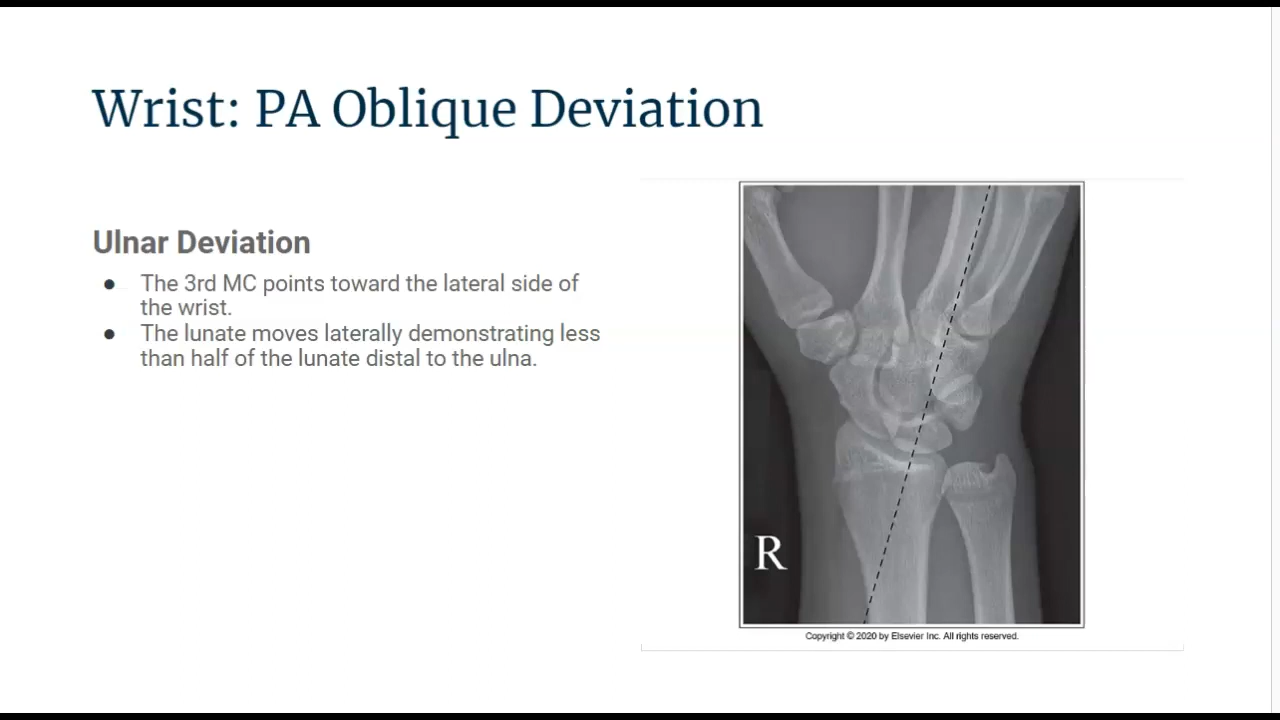 Wrist: PA Oblique Deviation
Ulnar Deviation
● The 3rd MC points toward the lateral side of
the wrist.
● The lunate moves laterally demonstrating less
than half of the lunate distal to the ulna.
R
Copyright © 2020 by Elsevier Inc. All rights reserved.